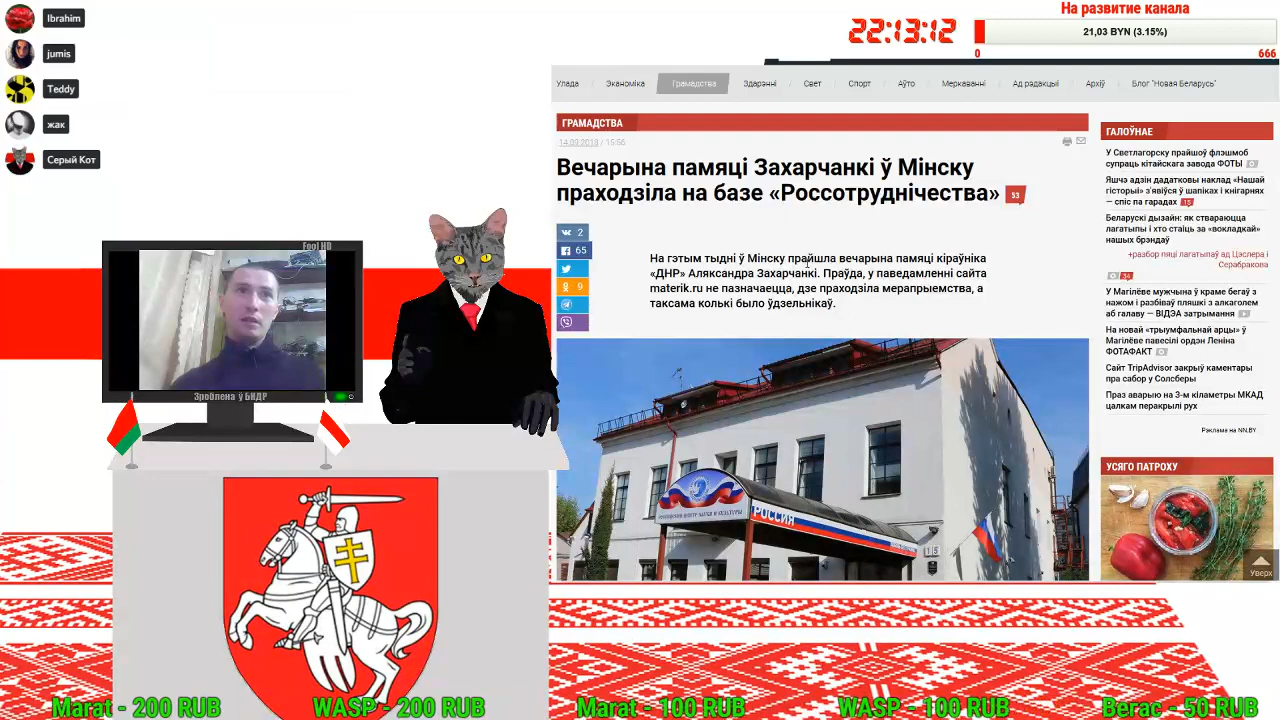 Ibrahim
jumis
Teddy
жак
Серый Кот
22:13:12
На развитие канала
21,03 BYN (3.15%)
0
666
Улада
Эканоміка
Грамадства
Здарэнні
Свет
Спорт
Аўто
Меркаванні
Ад рэдакцыі
Архіў
Блог "Новая Беларусь"
ГРАМАДСТВА
14.09.2018 / 15:56
Вечарына памяці Захарчанкі ў Мінску
праходзіла на базе «Россотруднічества» 53
2
65
9
На гэтым тыдні ў Мінску прайшла вечарына памяці кіраўніка
«ДНР» Аляксандра Захарчанкі. Праўда, у паведамленні сайта
materik.ru не пазначаецца, дзе праходзіла мерапрыемства, а
таксама колькі было ўдзельнікаў.
РОССИЯ
15
ГАЛОЎНАЕ
У Светлагорску прайшоў флэшмоб
супраць кітайскага завода ФОТЫ
Яшчэ адзін дадатковы наклад «Нашай
гісторыі» з'явіўся ў шапіках і кнігарнях
— спіс па гарадах 15
Беларускі дызайн: як ствараюцца
лагатыпы і хто стаіць за «вокладкай»
нашых брэндаў
+разбор пяці лагатыпаў ад Цэслера і
Серабракова
34
У Магілёве мужчына ў краме бегаў з
нажом і разбіваў пляшкі з алкаголем
аб галаву — ВІДЭА затрымання
На новай «трыумфальнай арцы» ў
Магілёве павесілі ордэн Леніна
ФОТАФАКТ
Сайт TripAdvisor закрыў каментары
пра сабор у Солсберы
Праз аварыю на 3-м кіламетры МКАД
цалкам перакрылі рух
Рэклама на NN.BY
УСЯГО ПАТРОХУ
Уверх
Fool HD
Зроблена ў БНДР
Marat - 200 RUB
WASP - 200 RUB
Marat - 100 RUB
WASP - 100 RUB
Вегас - 50 RUB